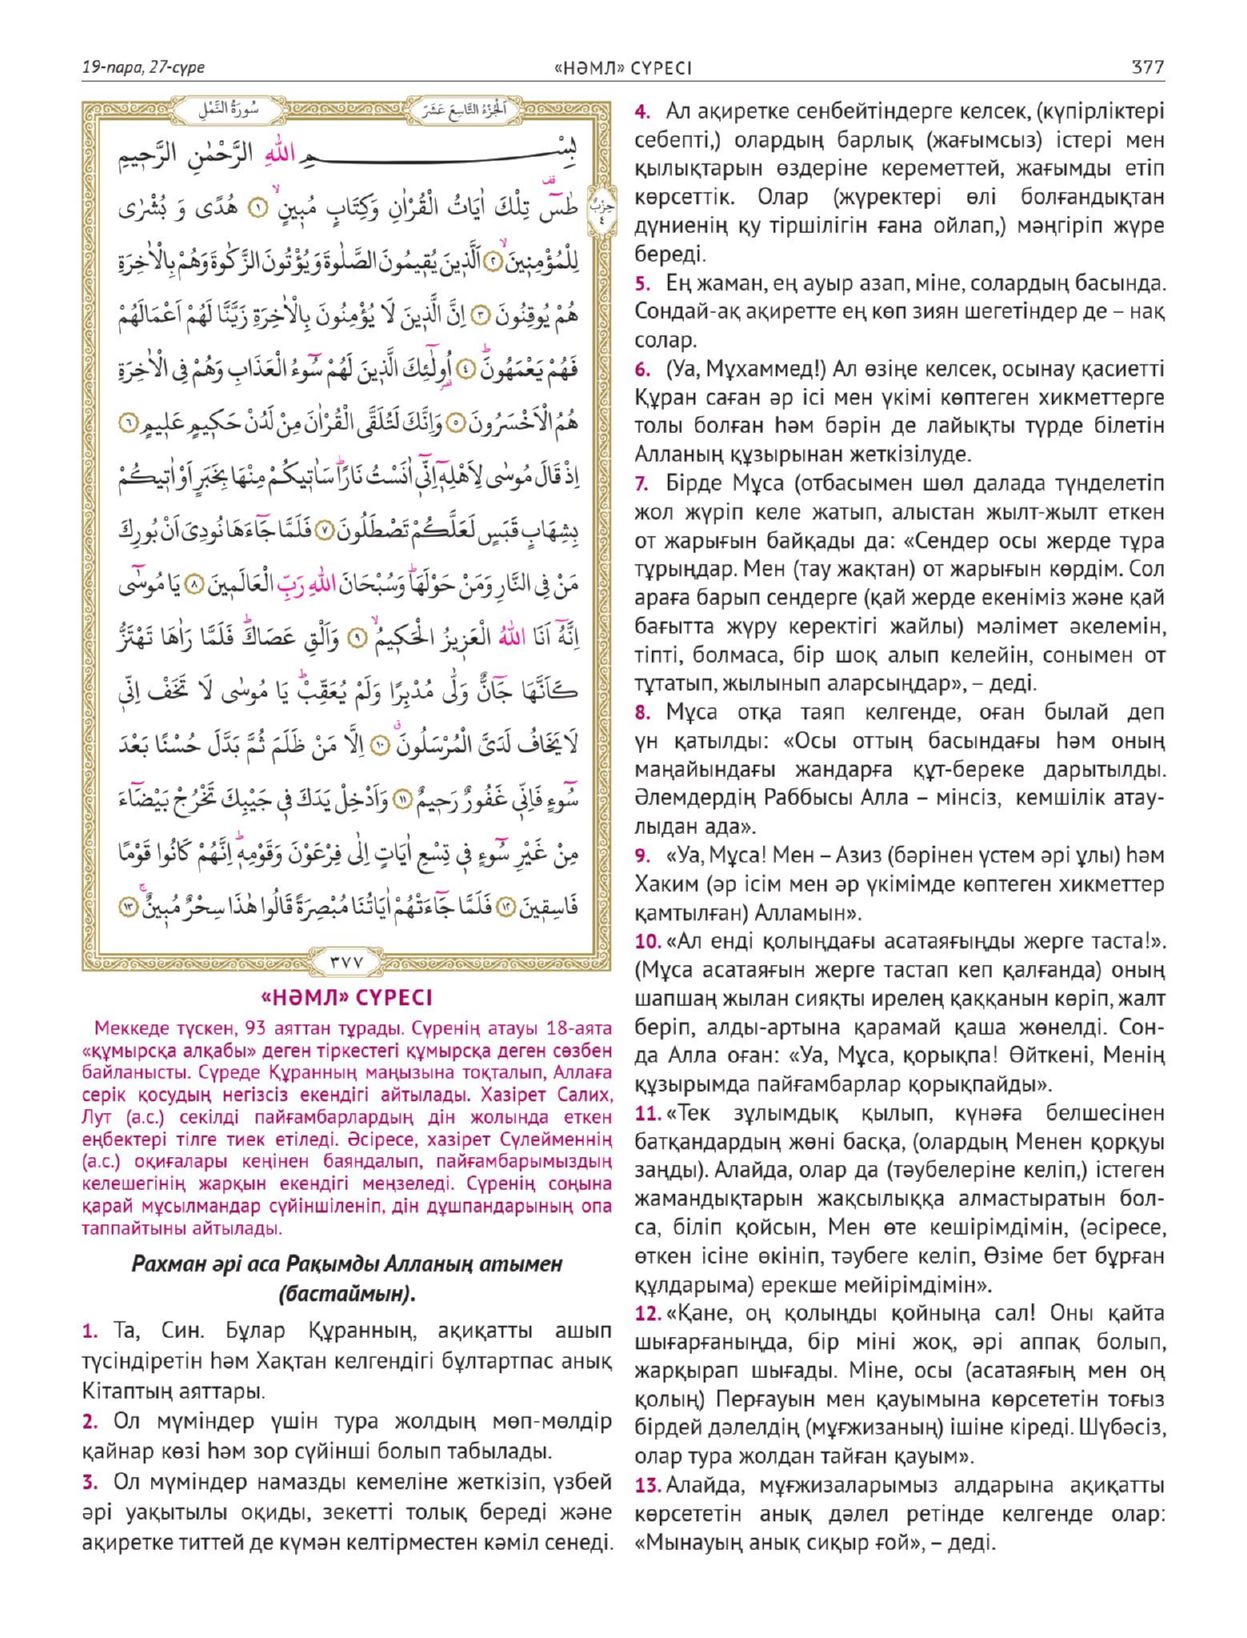 19-пара, 27-сүре
«НӘМЛ» СҮРЕСІ
377
سُورَةُ النَّمْلِ
اَلْجُزْءُ التَّاسِعَ عَشَرَ
بِسْمِ اللّٰهِ الرَّحْمٰنِ الرَّحٖيمِ
طٰسٓ تِلْكَ اٰيَاتُ الْقُرْاٰنِ وَكِتَابٍ مُبٖينٍ ﴿١﴾ هُدًى وَ بُشْرٰى
حِزْبٌ ٤
لِلْمُؤْمِنٖينَ ﴿٢﴾ اَلَّذٖينَ يُقٖيمُونَ الصَّلٰوةَ وَيُؤْتُونَ الزَّكٰوةَ وَهُمْ بِالْاٰخِرَةِ
هُمْ يُوقِنُونَ ﴿٣﴾ اِنَّ الَّذٖينَ لَا يُؤْمِنُونَ بِالْاٰخِرَةِ زَيَّنَّا لَهُمْ اَعْمَالَهُمْ
فَهُمْ يَعْمَهُونَ ﴿٤﴾ اُولٰٓئِكَ الَّذٖينَ لَهُمْ سُٓوءُ الْعَذَابِ وَهُمْ فِى الْاٰخِرَةِ
هُمُ الْاَخْسَرُونَ ﴿٥﴾ وَاِنَّكَ لَتُلَقَّى الْقُرْاٰنَ مِنْ لَدُنْ حَكٖيمٍ عَلٖيمٍ ﴿٦﴾
اِذْ قَالَ مُوسٰى لِاَهْلِهٖٓ اِنّٖٓى اٰنَسْتُ نَارًا سَاٰتٖيكُمْ مِنْهَا بِخَبَرٍ اَوْ اٰتٖيكُمْ
بِشِهَابٍ قَبَسٍ لَعَلَّكُمْ تَصْطَلُونَ ﴿٧﴾ فَلَمَّا جَٓاءَهَا نُودِىَ اَنْ بُورِكَ
مَنْ فِى النَّارِ وَمَنْ حَوْلَهَا وَسُبْحَانَ اللّٰهِ رَبِّ الْعَالَمٖينَ ﴿٨﴾ يَا مُوسٰٓى
اِنَّهُٓ اَنَا اللّٰهُ الْعَزٖيزُ الْحَكٖيمُ ﴿٩﴾ وَاَلْقِ عَصَاكَ فَلَمَّا رَاٰهَا تَهْتَزُّ
كَاَنَّهَا جَٓانٌّ وَلّٰى مُدْبِرًا وَلَمْ يُعَقِّبْ يَا مُوسٰى لَا تَخَفْ اِنّٖى
لَا يَخَافُ لَدَىَّ الْمُرْسَلُونَ ﴿١٠﴾ اِلَّا مَنْ ظَلَمَ ثُمَّ بَدَّلَ حُسْنًا بَعْدَ
سُٓوءٍ فَاِنّٖى غَفُورٌ رَحٖيمٌ ﴿١١﴾ وَاَدْخِلْ يَدَكَ فٖى جَيْبِكَ تَخْرُجْ بَيْضَٓاءَ
مِنْ غَيْرِ سُٓوءٍ فٖى تِسْعِ اٰيَاتٍ اِلٰى فِرْعَوْنَ وَقَوْمِهٖ اِنَّهُمْ كَانُوا قَوْمًا
فَاسِقٖينَ ﴿١٢﴾ فَلَمَّا جَٓاءَتْهُمْ اٰيَاتُنَا مُبْصِرَةً قَالُوا هٰذَا سِحْرٌ مُبٖينٌ ﴿١٣﴾
٣٧٧
«НӘМЛ» СҮРЕСІ
Меккеде түскен, 93 аяттан тұрады. Сүренің атауы 18-аята
«құмырсқа алқабы» деген тіркестегі құмырсқа деген сөзбен
байланысты. Сүреде Құранның маңызына тоқталып, Аллаға
серік қосудың негізсіз екендігі айтылады. Хазірет Салих,
Лут (а.с.) секілді пайғамбарлардың дін жолында еткен
еңбектері тілге тиек етіледі. Әсіресе, хазірет Сүлейменнің
(а.с.) оқиғалары кеңінен баяндалып, пайғамбарымыздың
келешегінің жарқын екендігі меңзеледі. Сүренің соңына
қарай мұсылмандар сүйіншіленіп, дін дұшпандарының опа
таппайтыны айтылады.
Рахман әрі аса Рақымды Алланың атымен
(бастаймын).
1. Та, Син. Бұлар Құранның, ақиқатты ашып
түсіндіретін һәм Хақтан келгендігі бұлтартпас анық
Кітаптың аяттары.
2. Ол мүміндер үшін тура жолдың мөп-мөлдір
қайнар көзі һәм зор сүйінші болып табылады.
3. Ол мүміндер намазды кемеліне жеткізіп, үзбей
әрі уақытылы оқиды, зекетті толық береді және
ақиретке титтей де күмән келтірместен кәміл сенеді.
4. Ал ақиретке сенбейтіндерге келсек, (күпірліктері
себепті,) олардың барлық (жағымсыз) істері мен
қылықтарын өздеріне кереметтей, жағымды етіп
көрсеттік. Олар (жүректері өлі болғандықтан
дүниенің қу тіршілігін ғана ойлап,) мәңгіріп жүре
береді.
5. Ең жаман, ең ауыр азап, міне, солардың басында.
Сондай-ақ ақиретте ең көп зиян шегетіндер де – нақ
солар.
6. (Уа, Мұхаммед!) Ал өзіңе келсек, осынау қасиетті
Құран саған әр ісі мен үкімі көптеген хикметтерге
толы болған һәм бәрін де лайықты түрде білетін
Алланың құзырынан жеткізілуде.
7. Бірде Мұса (отбасымен шөл далада түнделетіп
жол жүріп келе жатып, алыстан жылт-жылт еткен
от жарығын байқады да: «Сендер осы жерде тұра
тұрыңдар. Мен (тау жақтан) от жарығын көрдім. Сол
араға барып сендерге (қай жерде екеніміз және қай
бағытта жүру керектігі жайлы) мәлімет әкелемін,
тіпті, болмаса, бір шоқ алып келейін, сонымен от
тұтатып, жылынып аларсыңдар», – деді.
8. Мұса отқа таяп келгенде, оған былай деп
үн қатылды: «Осы оттың басындағы һәм оның
маңайындағы жандарға құт-береке дарытылды.
Әлемдердің Раббысы Алла – мінсіз, кемшілік атау-
лыдан ада».
9. «Уа, Мұса! Мен – Азиз (бәрінен үстем әрі ұлы) һәм
Хаким (әр ісім мен әр үкімімде көптеген хикметтер
қамтылған) Алламын».
10. «Ал енді қолыңдағы асатаяғыңды жерге таста!».
(Мұса асатаяғын жерге тастап кеп қалғанда) оның
шапшаң жылан сияқты ирелең қаққанын көріп, жалт
беріп, алды-артына қарамай қаша жөнелді. Сон-
да Алла оған: «Уа, Мұса, қорықпа! Өйткені, Менің
құзырымда пайғамбарлар қорықпайды».
11. «Тек зұлымдық қылып, күнәға белшесінен
батқандардың жөні басқа, (олардың Менен қорқуы
заңды). Алайда, олар да (тәубелеріне келіп,) істеген
жамандықтарын жақсылыққа алмастыратын бол-
са, біліп қойсын, Мен өте кешірімдімін, (әсіресе,
өткен ісіне өкініп, тәубеге келіп, Өзіме бет бұрған
құлдарыма) ерекше мейірімдімін».
12. «Қане, оң қолыңды қойныңа сал! Оны қайта
шығарғаныңда, бір міні жоқ, әрі аппақ болып,
жарқырап шығады. Міне, осы (асатаяғың мен оң
қолың) Перғауын мен қауымына көрсететін тоғыз
бірдей дәлелдің (мұғжизаның) ішіне кіреді. Шүбәсіз,
олар тура жолдан тайған қауым».
13. Алайда, мұғжизаларымыз алдарына ақиқатты
көрсететін анық дәлел ретінде келгенде олар:
«Мынауың анық сиқыр ғой», – деді.